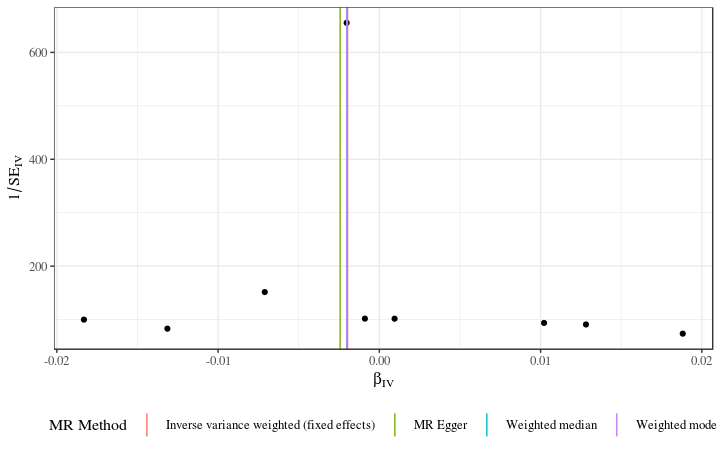 600
400
200
1/SE_IV
-0.02 -0.01 0.00 0.01 0.02
β_IV
MR Method Inverse variance weighted (fixed effects) MR Egger Weighted median Weighted mode